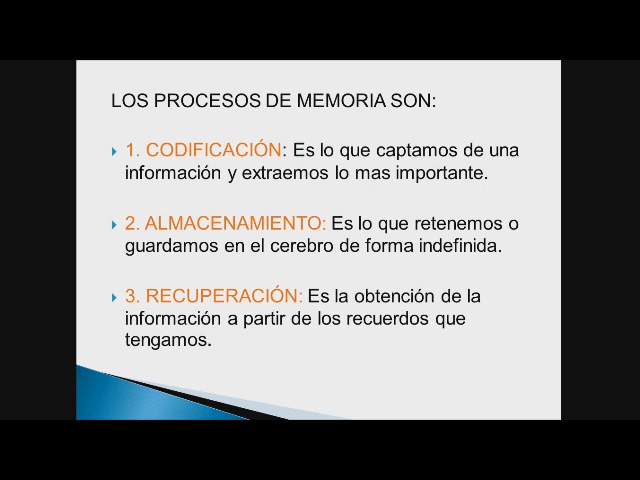 LOS PROCESOS DE MEMORIA SON:
1. CODIFICACIÓN: Es lo que captamos de una
información y extraemos lo mas importante.
2. ALMACENAMIENTO: Es lo que retenemos o
guardamos en el cerebro de forma indefinida.
3. RECUPERACIÓN: Es la obtención de la
información a partir de los recuerdos que
tengamos.